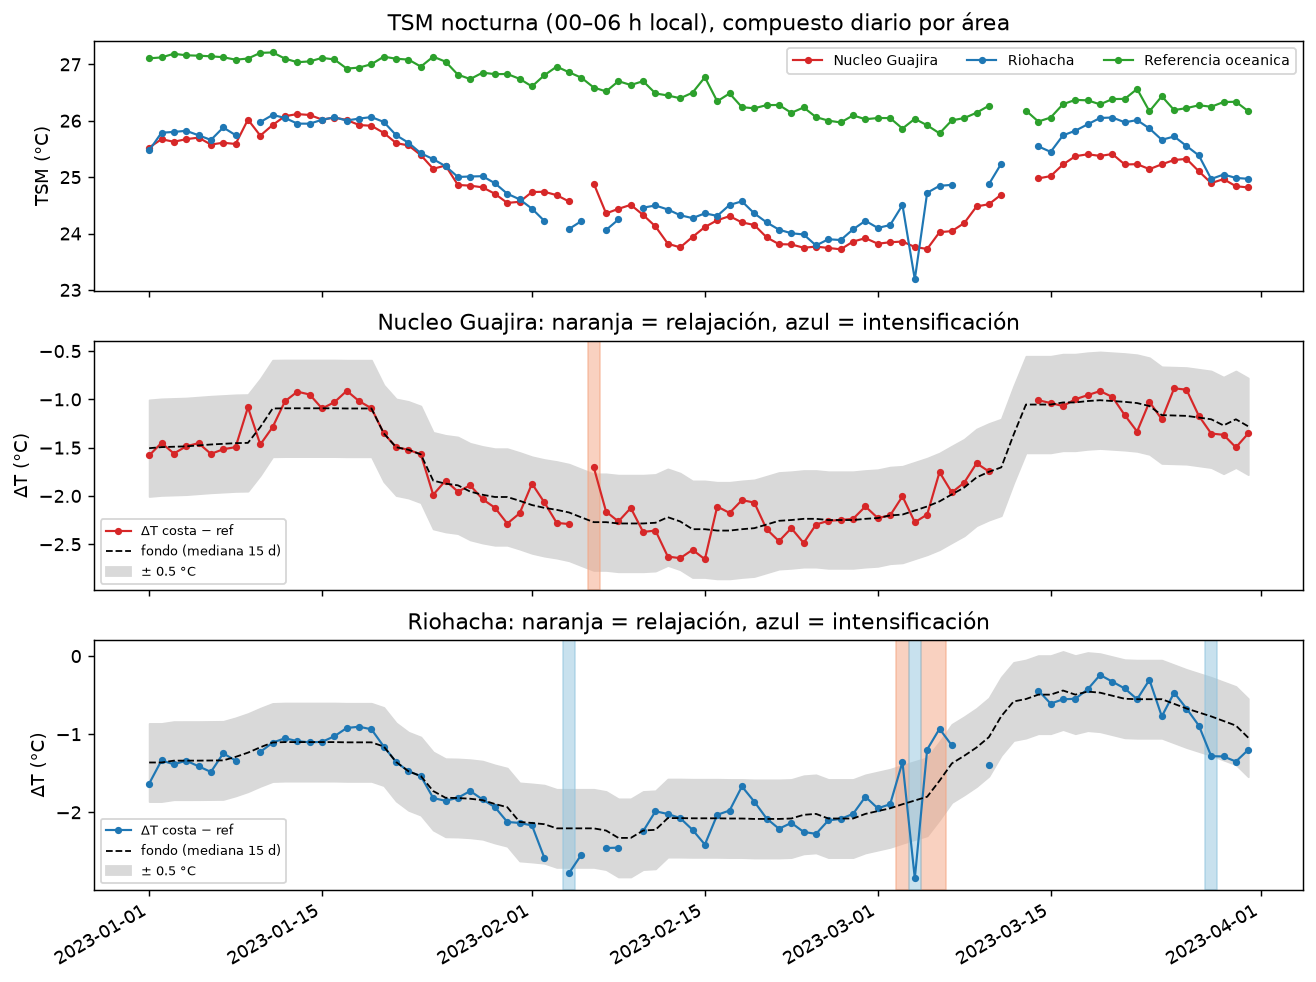 TSM nocturna (00–06 h local), compuesto diario por área
Nucleo Guajira
Riohacha
Referencia oceanica
TSM (°C)
27
26
25
24
23
Nucleo Guajira: naranja = relajación, azul = intensificación
ΔT (°C)
−0.5
−1.0
−1.5
−2.0
−2.5
ΔT costa − ref
fondo (mediana 15 d)
± 0.5 °C
Riohacha: naranja = relajación, azul = intensificación
ΔT (°C)
0
−1
−2
ΔT costa − ref
fondo (mediana 15 d)
± 0.5 °C
2023-01-01
2023-01-15
2023-02-01
2023-02-15
2023-03-01
2023-03-15
2023-04-01